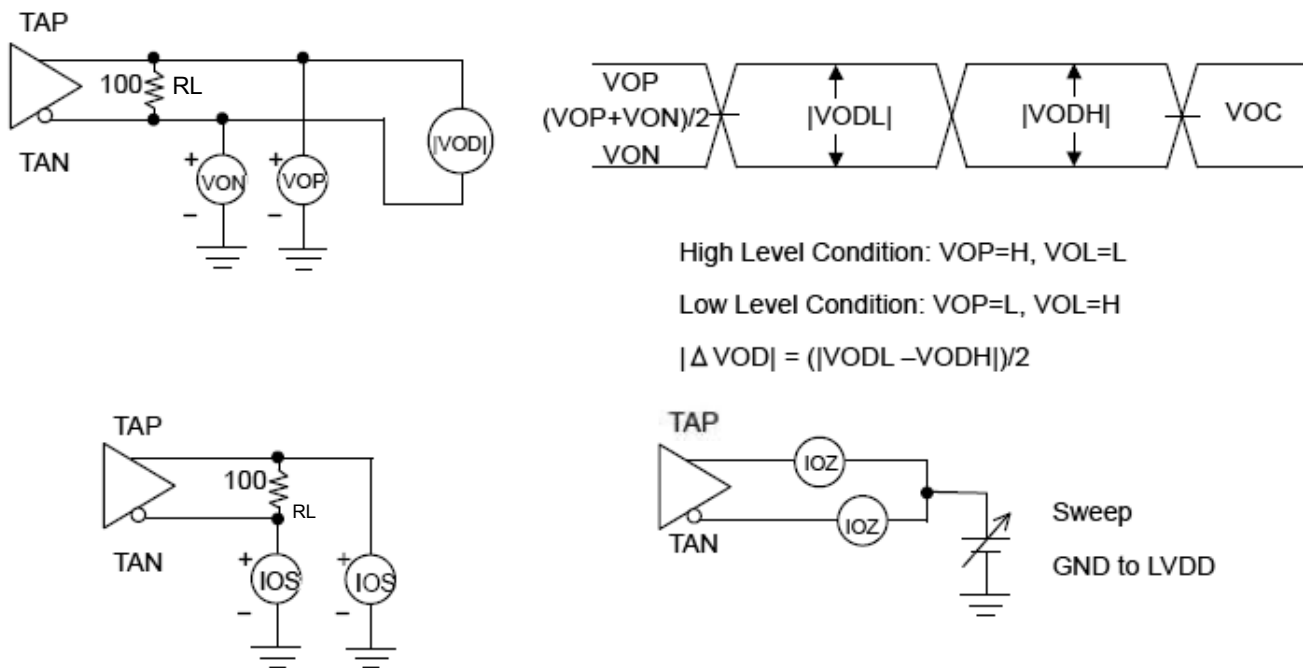 TAP
100
RL
TAN
+
VON
−
+
VOP
−
|VOD|
VOP
(VOP+VON)/2
VON
|VODL|
|VODH|
VOC
High Level Condition: VOP=H, VOL=L
Low Level Condition: VOP=L, VOL=H
|Δ VOD| = (|VODL –VODH|)/2
TAP
100
RL
TAN
+
IOS
−
+
IOS
−
TAP
IOZ
IOZ
TAN
Sweep
GND to LVDD